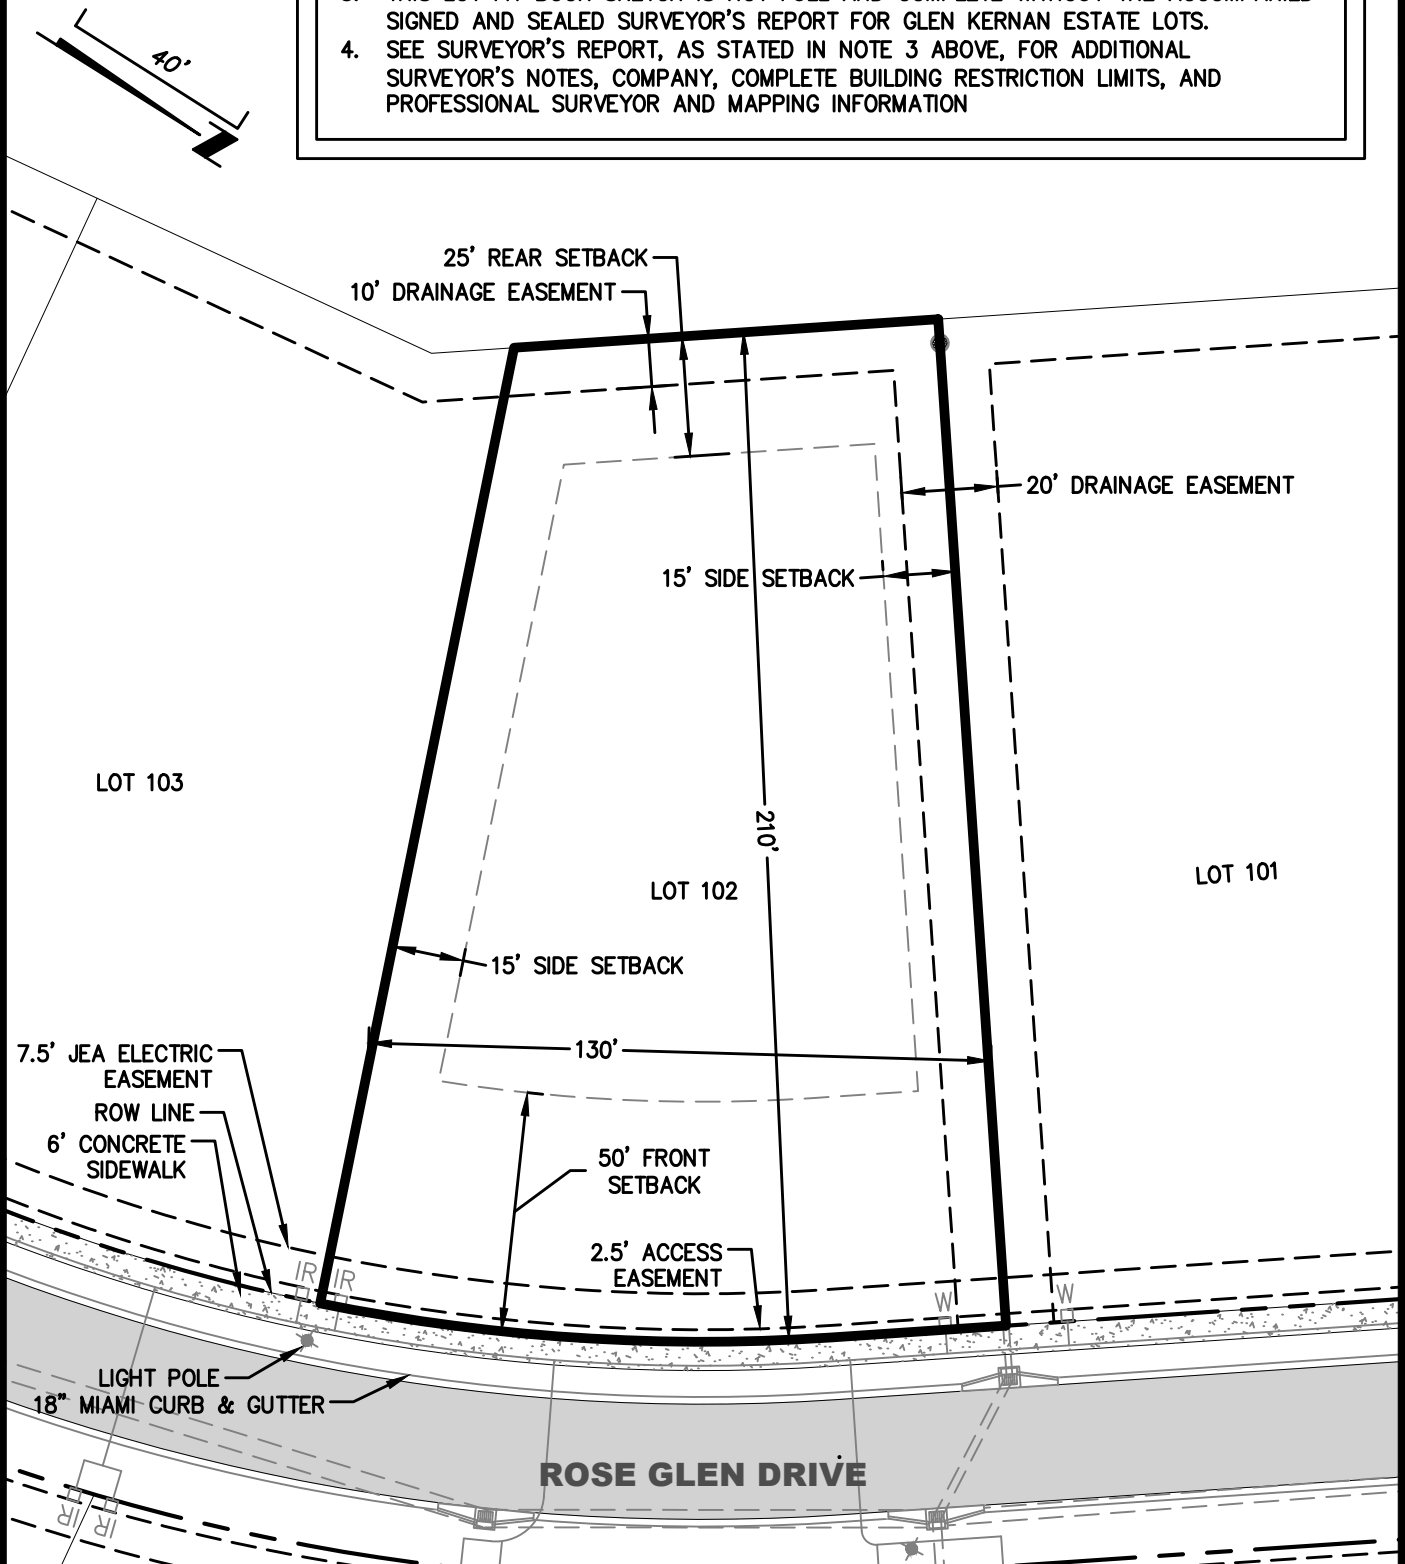 SIGNED AND SEALED SURVEYOR'S REPORT FOR GLEN KERNAN ESTATE LOTS.
4. SEE SURVEYOR'S REPORT, AS STATED IN NOTE 3 ABOVE, FOR ADDITIONAL
SURVEYOR'S NOTES, COMPANY, COMPLETE BUILDING RESTRICTION LIMITS, AND
PROFESSIONAL SURVEYOR AND MAPPING INFORMATION
40'
N
25' REAR SETBACK
10' DRAINAGE EASEMENT
20' DRAINAGE EASEMENT
15' SIDE SETBACK
210'
LOT 103
LOT 102
LOT 101
15' SIDE SETBACK
130'
7.5' JEA ELECTRIC
EASEMENT
ROW LINE
6' CONCRETE
SIDEWALK
50' FRONT
SETBACK
2.5' ACCESS
EASEMENT
IR
IR
W
W
LIGHT POLE
18" MIAMI CURB & GUTTER
ROSE GLEN DRIVE
IR
IR